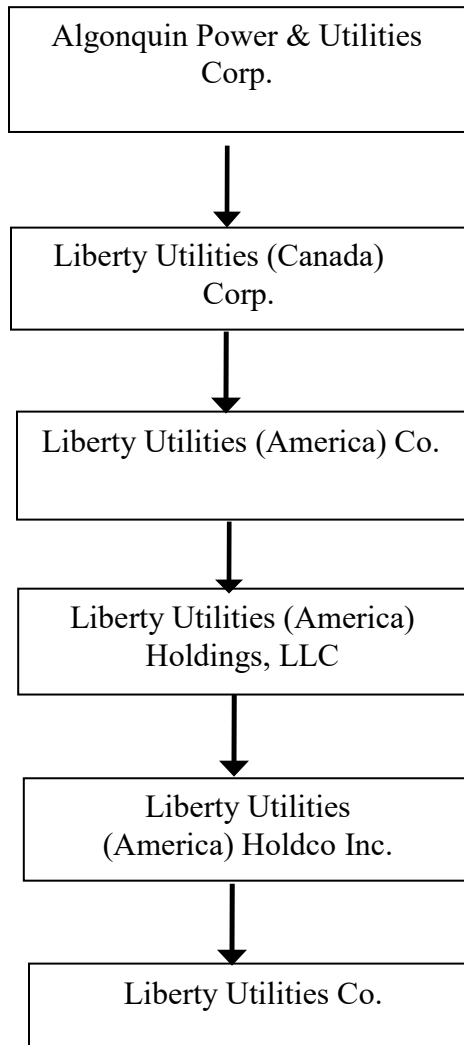 Algonquin Power & Utilities
Corp.
Liberty Utilities (Canada)
Corp.
Liberty Utilities (America) Co.
Liberty Utilities (America)
Holdings, LLC
Liberty Utilities
(America) Holdco Inc.
Liberty Utilities Co.